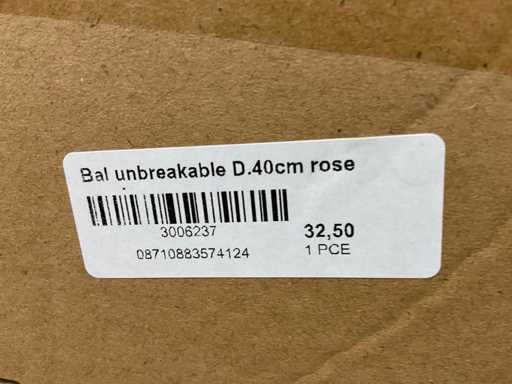 Bal unbreakable D.40cm rose
3006237
32,50
08710883574124
1 PCE